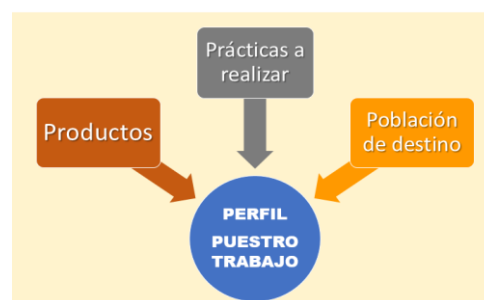 Prácticas a
realizar
Productos
Población
de destino
PERFIL
PUESTRO
TRABAJO